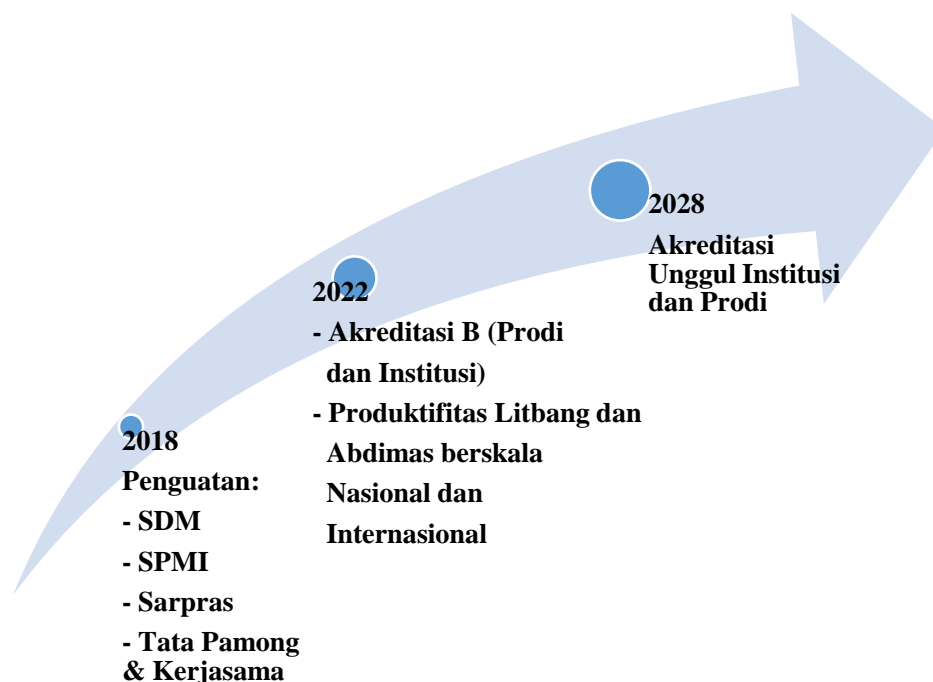 2018
Penguatan:
- SDM
- SPMI
- Sarpras
- Tata Pamong
& Kerjasama
2022
- Akreditasi B (Prodi
dan Institusi)
- Produktifitas Litbang dan
Abdimas berskala
Nasional dan
Internasional
2028
Akreditasi
Unggul Institusi
dan Prodi